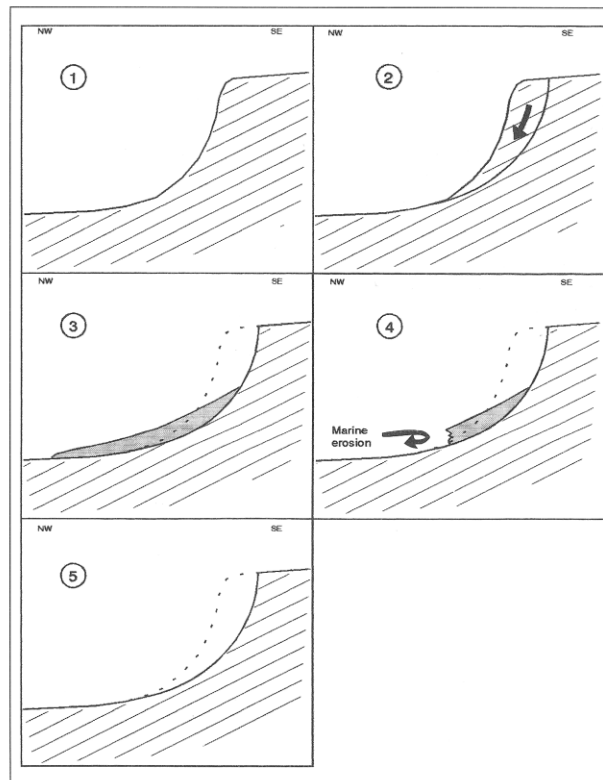 NW SE
1
NW SE
2
NW SE
3
NW SE
4
Marine
erosion
NW SE
5